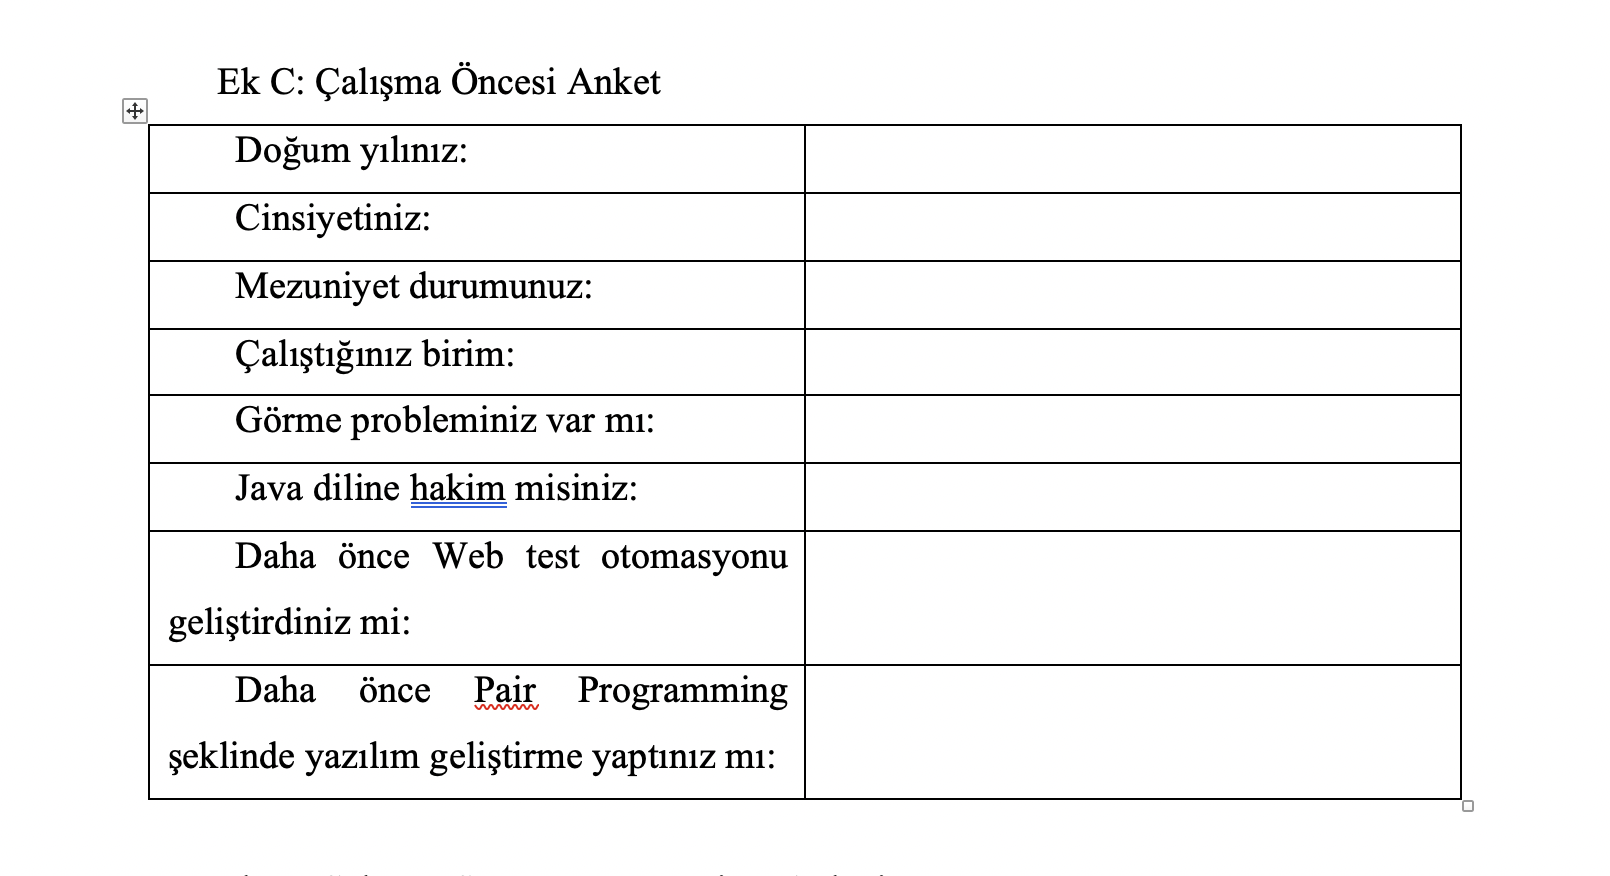 Ek C: Çalışma Öncesi Anket
Doğum yılınız:
Cinsiyetiniz:
Mezuniyet durumunuz:
Çalıştığınız birim:
Görme probleminiz var mı:
Java diline hakim misiniz:
Daha önce Web test otomasyonu
geliştirdiniz mi:
Daha önce Pair Programming
şeklinde yazılım geliştirme yaptınız mı: